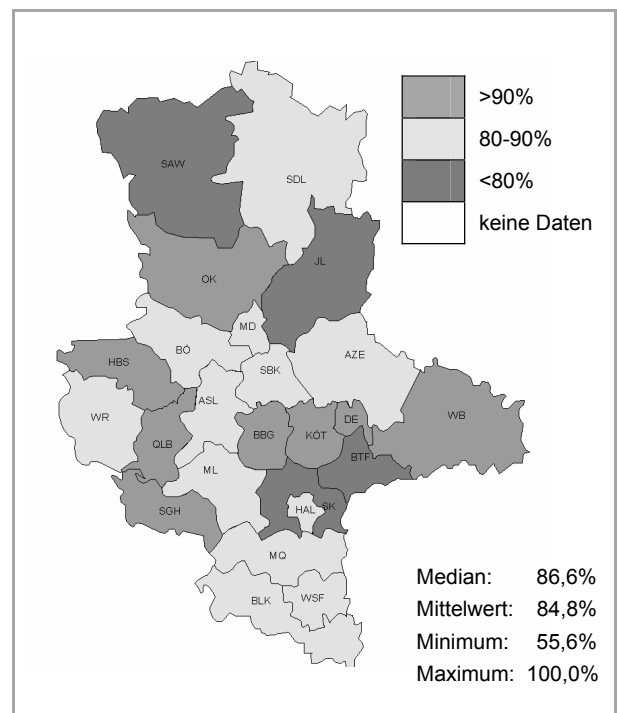 >90%
80-90%
<80%
keine Daten
SAW
SDL
OK
JL
MD
BÖ
HBS
SBK
AZE
WR
ASL
QLB
BBG
KÖT
DE
WB
BTF
ML
SGH
HAL
SK
MQ
BLK
WSF
Median: 86,6%
Mittelwert: 84,8%
Minimum: 55,6%
Maximum: 100,0%